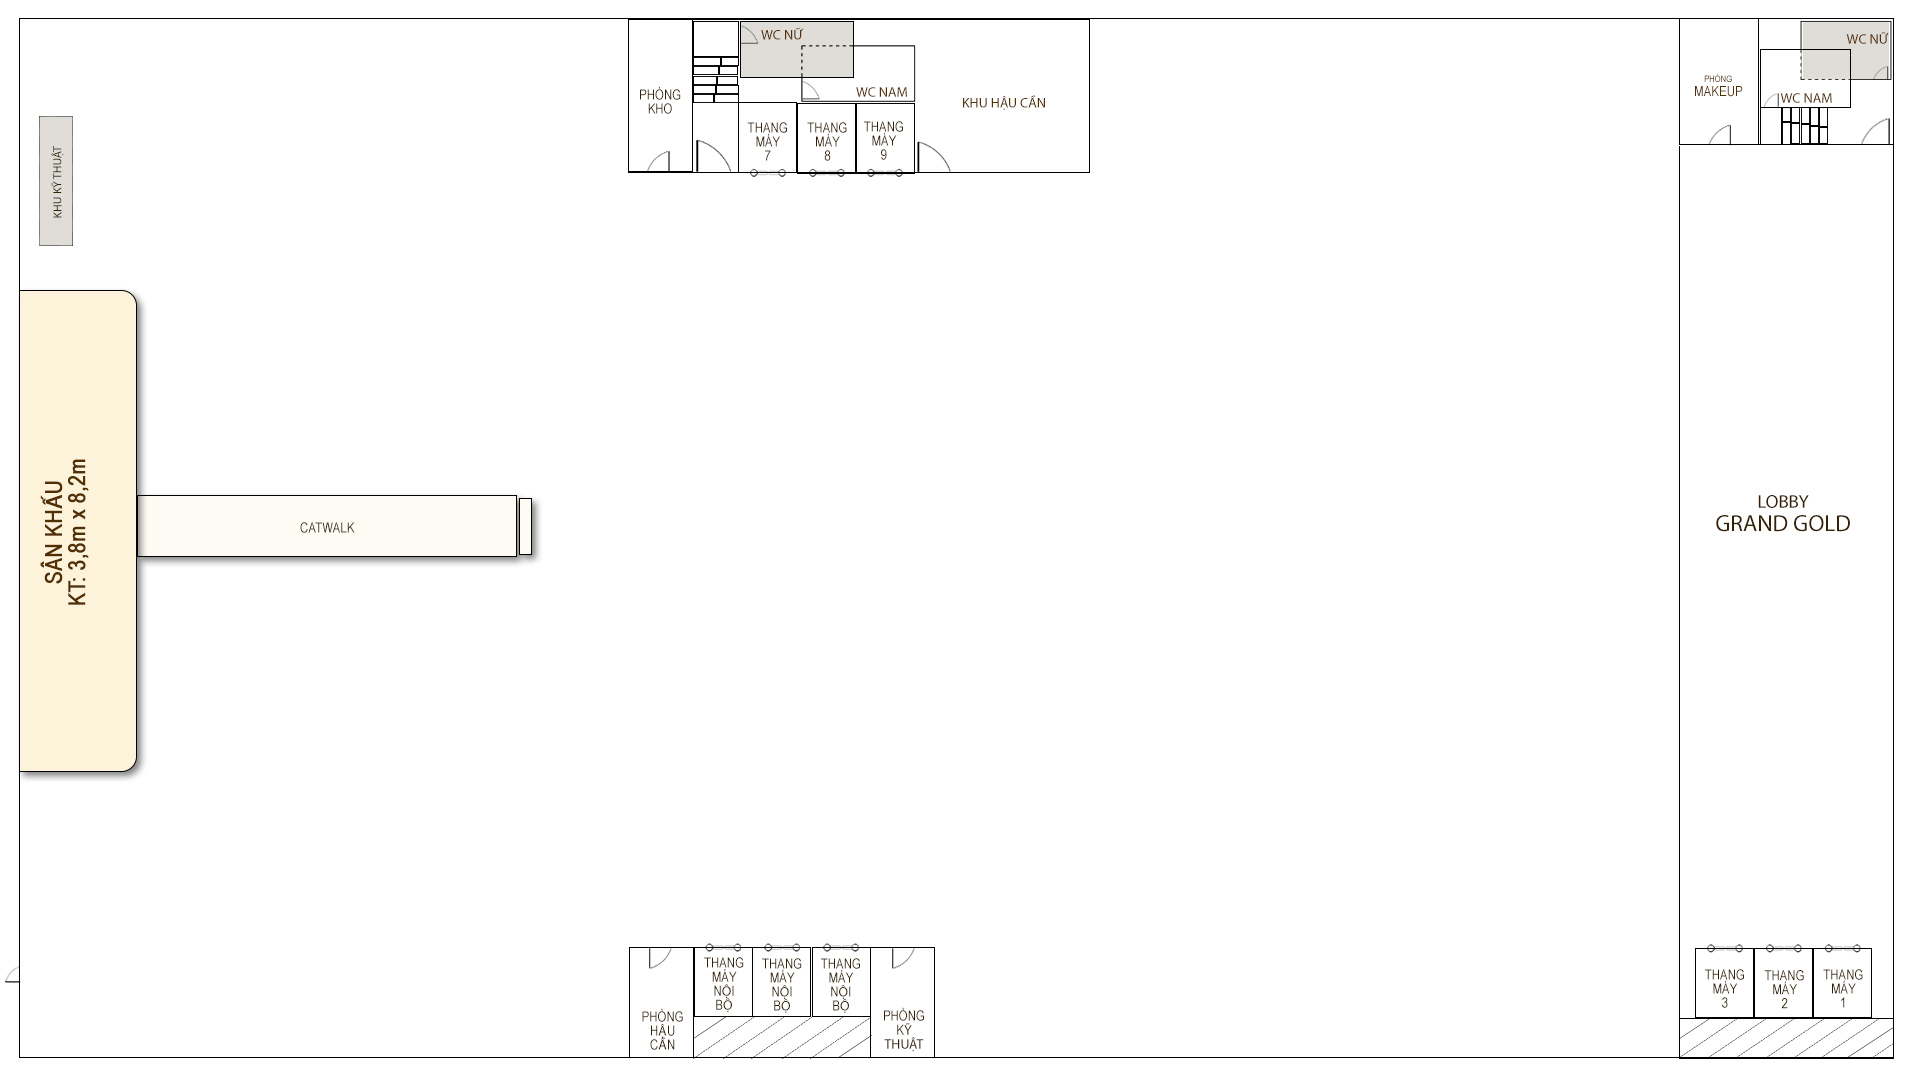 WC NỮ
WC NAM
PHÒNG
KHO
KHU HẬU CẦN
THANG
MÁY
7
THANG
MÁY
8
THANG
MÁY
9
WC NỮ
PHÒNG
MAKEUP
WC NAM
KHU KỸ THUẬT
SÂN KHẤU
KT: 3,8m x 8,2m
CATWALK
LOBBY
GRAND GOLD
PHÒNG
HẬU
CẦN
THANG
MÁY
NỘI
BỘ
THANG
MÁY
NỘI
BỘ
THANG
MÁY
NỘI
BỘ
PHÒNG
KỸ
THUẬT
THANG
MÁY
3
THANG
MÁY
2
THANG
MÁY
1